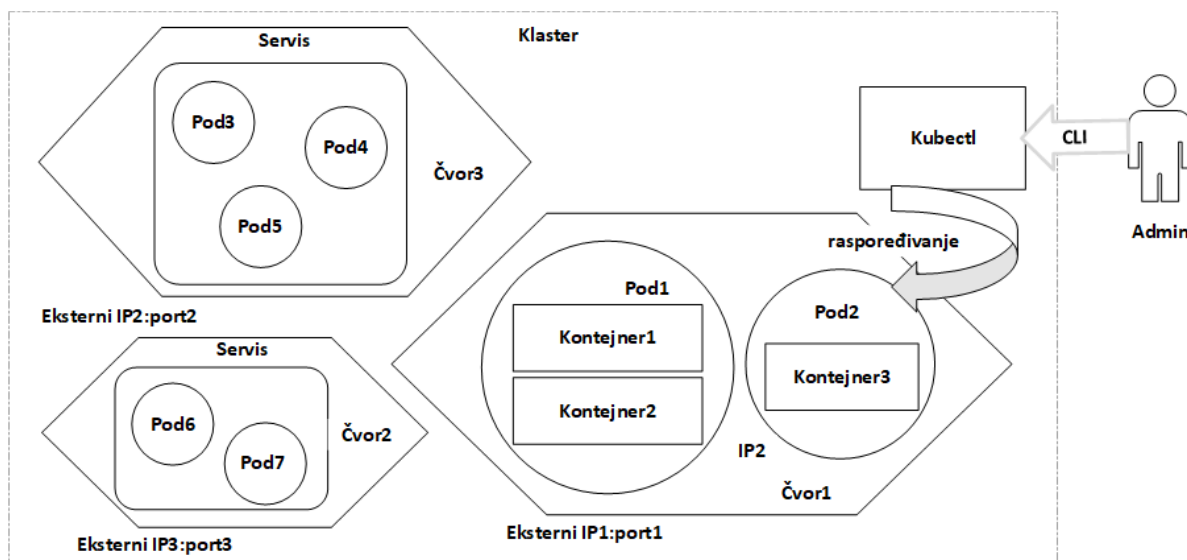 Klaster
Servis
Pod3
Pod4
Pod5
Čvor3
Eksterni IP2:port2
Servis
Pod6
Pod7
Čvor2
Eksterni IP3:port3
Kubectl
CLI
Admin
raspoređivanje
Pod1
Kontejner1
Kontejner2
Pod2
Kontejner3
IP2
Čvor1
Eksterni IP1:port1